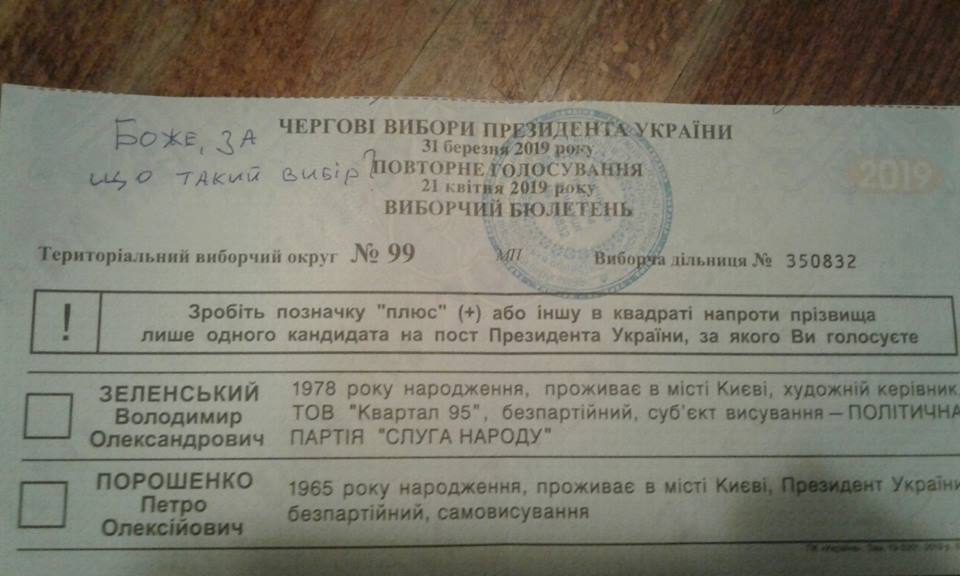 Боже, за
що такий вибір?
ЧЕРГОВІ ВИБОРИ ПРЕЗИДЕНТА УКРАЇНИ
31 березня 2019 року
ПОВТОРНЕ ГОЛОСУВАННЯ
21 квітня 2019 року
ВИБОРЧИЙ БЮЛЕТЕНЬ
2019
Територіальний виборчий округ № 99
МП
Виборча дільниця № 350832
! Зробіть позначку "плюс" (+) або іншу в квадраті напроти прізвища
лише одного кандидата на пост Президента України, за якого Ви голосуєте
ЗЕЛЕНСЬКИЙ
Володимир
Олександрович
1978 року народження, проживає в місті Києві, художній керівник
ТОВ "Квартал 95", безпартійний, суб'єкт висування – ПОЛІТИЧНА
ПАРТІЯ "СЛУГА НАРОДУ"
ПОРОШЕНКО
Петро
Олексійович
1965 року народження, проживає в місті Києві, Президент України
безпартійний, самовисування